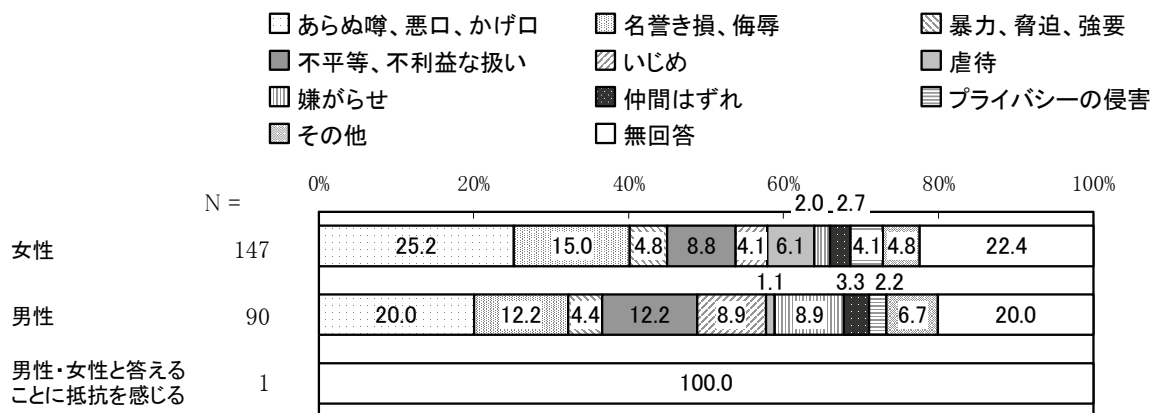 あらぬ噂、悪口、かげ口 名誉き損、侮辱 暴力、脅迫、強要
不平等、不利益な扱い いじめ 虐待
嫌がらせ 仲間はずれ プライバシーの侵害
その他 無回答
0% 20% 40% 60% 80% 100%
N =
2.0 2.7
女性 147 25.2 15.0 4.8 8.8 4.1 6.1 4.1 4.8 22.4
1.1 3.3 2.2
男性 90 20.0 12.2 4.4 12.2 8.9 8.9 6.7 20.0
男性・女性と答える
ことに抵抗を感じる 1 100.0